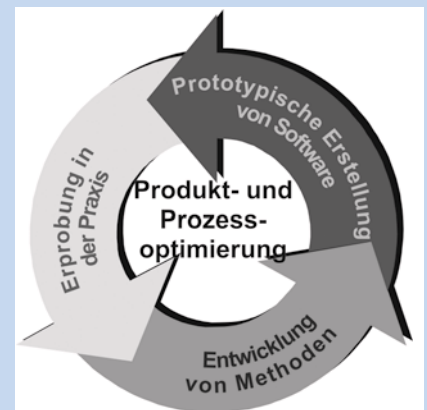 Prototypische Erstellung
von Software
Erprobung in
der Praxis
Produkt- und
Prozess-
optimierung
Entwicklung
von Methoden